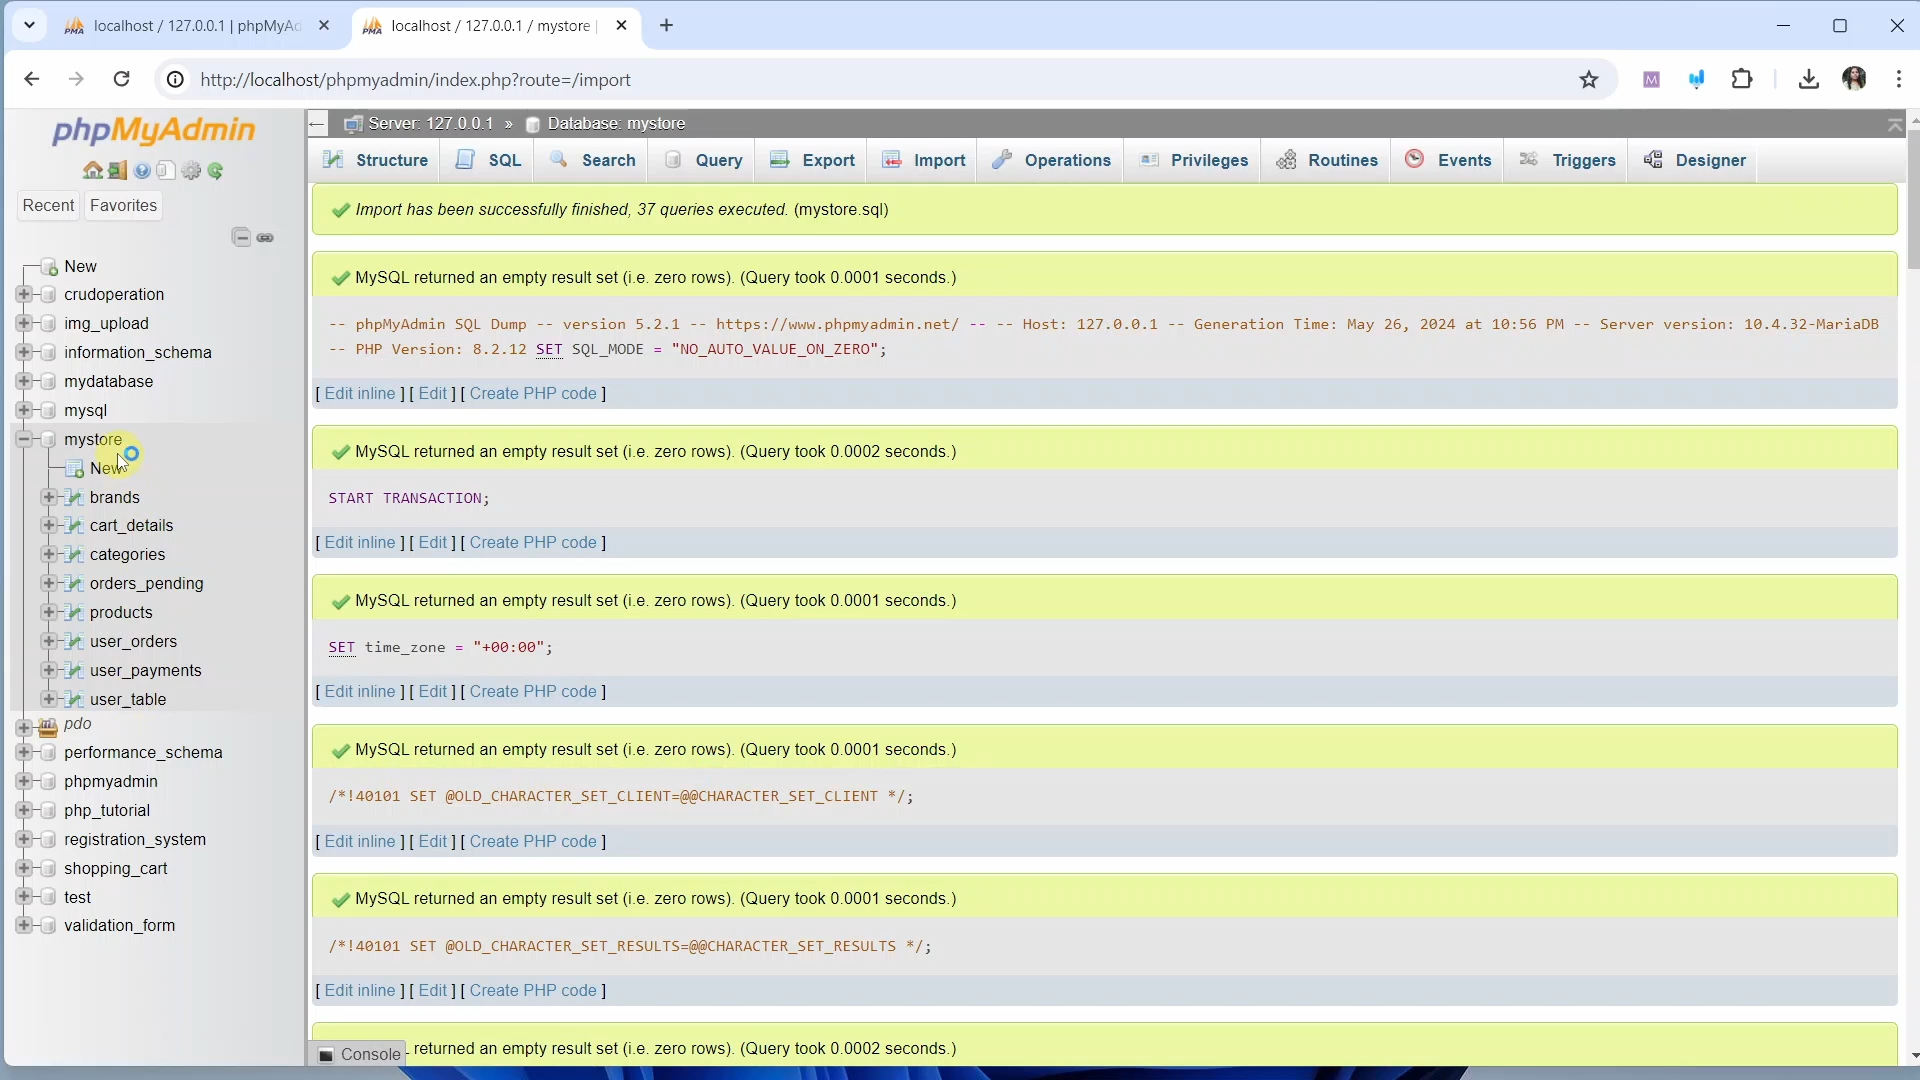 localhost / 127.0.0.1 | phpMyAd
localhost / 127.0.0.1 / mystore |
http://localhost/phpmyadmin/index.php?route=/import
phpMyAdmin
Recent
Favorites
New
crudoperation
img_upload
information_schema
mydatabase
mysql
mystore
New
brands
cart_details
categories
orders_pending
products
user_orders
user_payments
user_table
pdo
performance_schema
phpmyadmin
php_tutorial
registration_system
shopping_cart
test
validation_form
Server: 127.0.0.1 » Database: mystore
Structure SQL Search Query Export Import Operations Privileges Routines Events Triggers Designer
Import has been successfully finished, 37 queries executed. (mystore.sql)
MySQL returned an empty result set (i.e. zero rows). (Query took 0.0001 seconds.)
-- phpMyAdmin SQL Dump -- version 5.2.1 -- https://www.phpmyadmin.net/ -- -- Host: 127.0.0.1 -- Generation Time: May 26, 2024 at 10:56 PM -- Server version: 10.4.32-MariaDB
-- PHP Version: 8.2.12 SET SQL_MODE = "NO_AUTO_VALUE_ON_ZERO";
[ Edit inline ] [ Edit ] [ Create PHP code ]
MySQL returned an empty result set (i.e. zero rows). (Query took 0.0002 seconds.)
START TRANSACTION;
[ Edit inline ] [ Edit ] [ Create PHP code ]
MySQL returned an empty result set (i.e. zero rows). (Query took 0.0001 seconds.)
SET time_zone = "+00:00";
[ Edit inline ] [ Edit ] [ Create PHP code ]
MySQL returned an empty result set (i.e. zero rows). (Query took 0.0001 seconds.)
/*!40101 SET @OLD_CHARACTER_SET_CLIENT=@@CHARACTER_SET_CLIENT */;
[ Edit inline ] [ Edit ] [ Create PHP code ]
MySQL returned an empty result set (i.e. zero rows). (Query took 0.0001 seconds.)
/*!40101 SET @OLD_CHARACTER_SET_RESULTS=@@CHARACTER_SET_RESULTS */;
[ Edit inline ] [ Edit ] [ Create PHP code ]
returned an empty result set (i.e. zero rows). (Query took 0.0002 seconds.)
Console